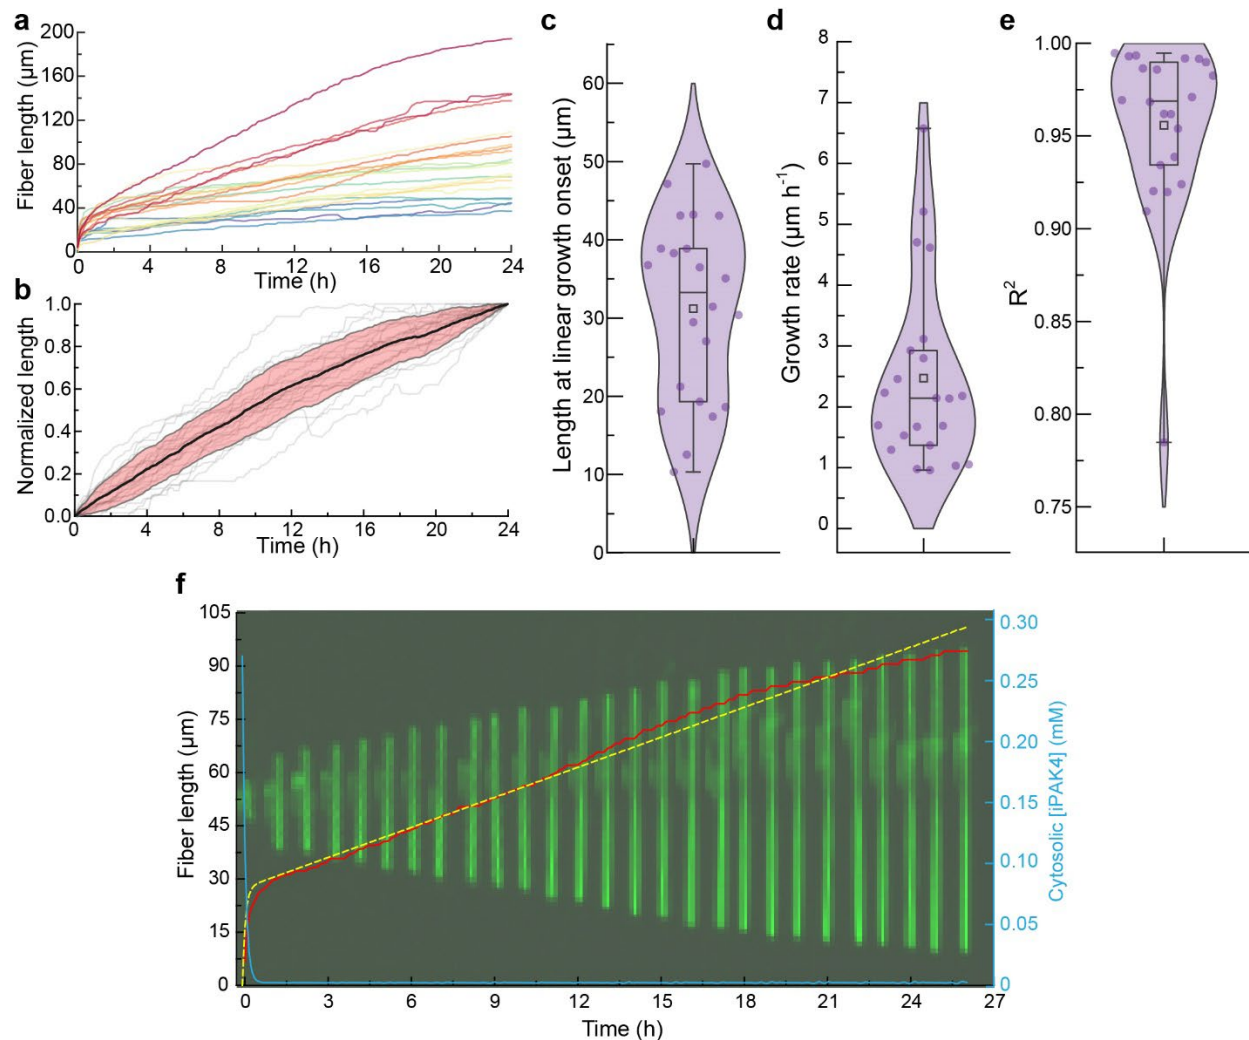 a
Fiber length (µm)
200
160
120
80
40
0
0 4 8 12 16 20 24
Time (h)
b
Normalized length
1.0
0.8
0.6
0.4
0.2
0.0
0 4 8 12 16 20 24
Time (h)
c
Length at linear growth onset (µm)
60
50
40
30
20
10
0
d
Growth rate (µm h⁻¹)
8
7
6
5
4
3
2
1
0
e
R²
1.00
0.95
0.90
0.85
0.80
0.75
f
Fiber length (µm)
105
90
75
60
45
30
15
0
0 3 6 9 12 15 18 21 24 27
Time (h)
0.30
0.25
0.20
0.15
0.10
0.05
0
Cytosolic [iPAK4] (mM)